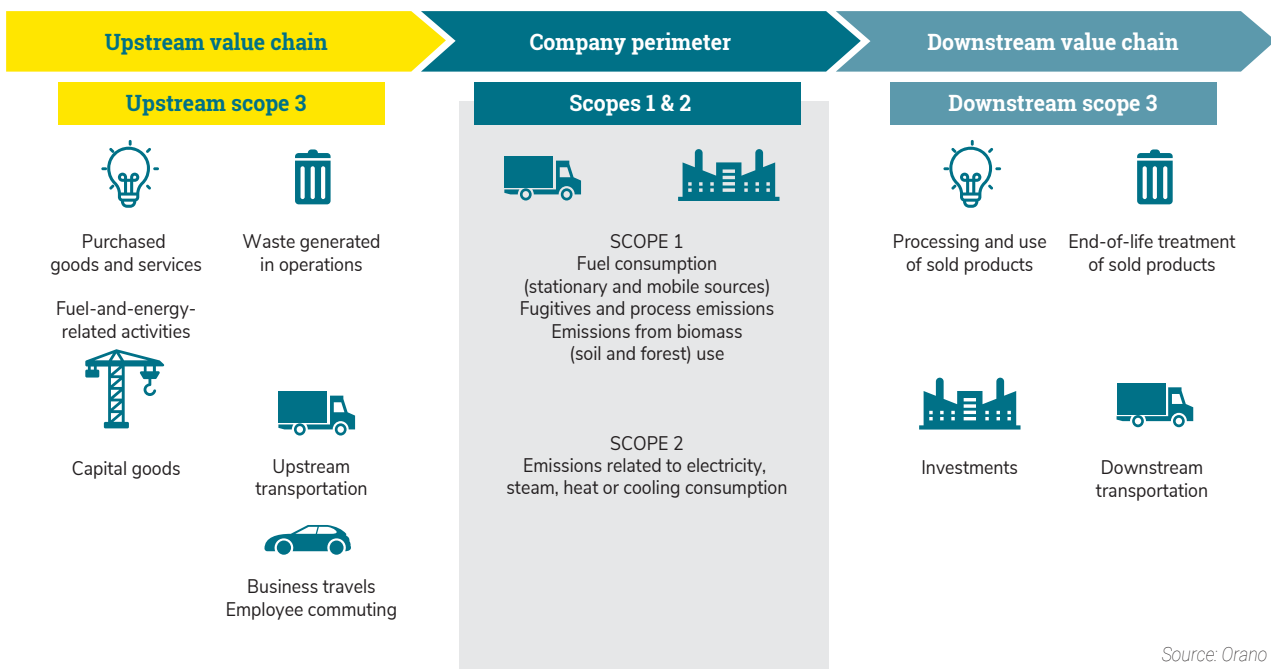 Upstream value chain
Company perimeter
Downstream value chain
Upstream scope 3
Scopes 1 & 2
Downstream scope 3
Purchased
goods and services
Waste generated
in operations
Fuel-and-energy-
related activities
Capital goods
Upstream
transportation
Business travels
Employee commuting
SCOPE 1
Fuel consumption
(stationary and mobile sources)
Fugitives and process emissions
Emissions from biomass
(soil and forest) use
SCOPE 2
Emissions related to electricity,
steam, heat or cooling consumption
Processing and use
of sold products
End-of-life treatment
of sold products
Investments
Downstream
transportation
Source: Orano